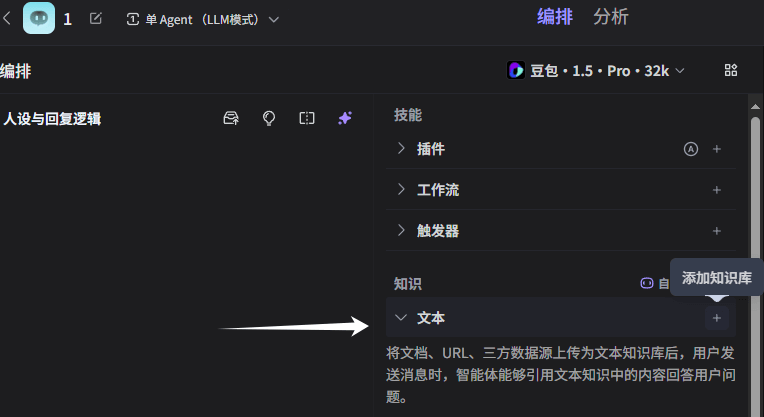 1
单 Agent（LLM模式）
编排 分析
编排
豆包・1.5・Pro・32k
人设与回复逻辑
技能
插件
工作流
触发器
知识
自
添加知识库
文本
将文档、URL、三方数据源上传为文本知识库后，用户发
送消息时，智能体能够引用文本知识中的内容回答用户问
题。